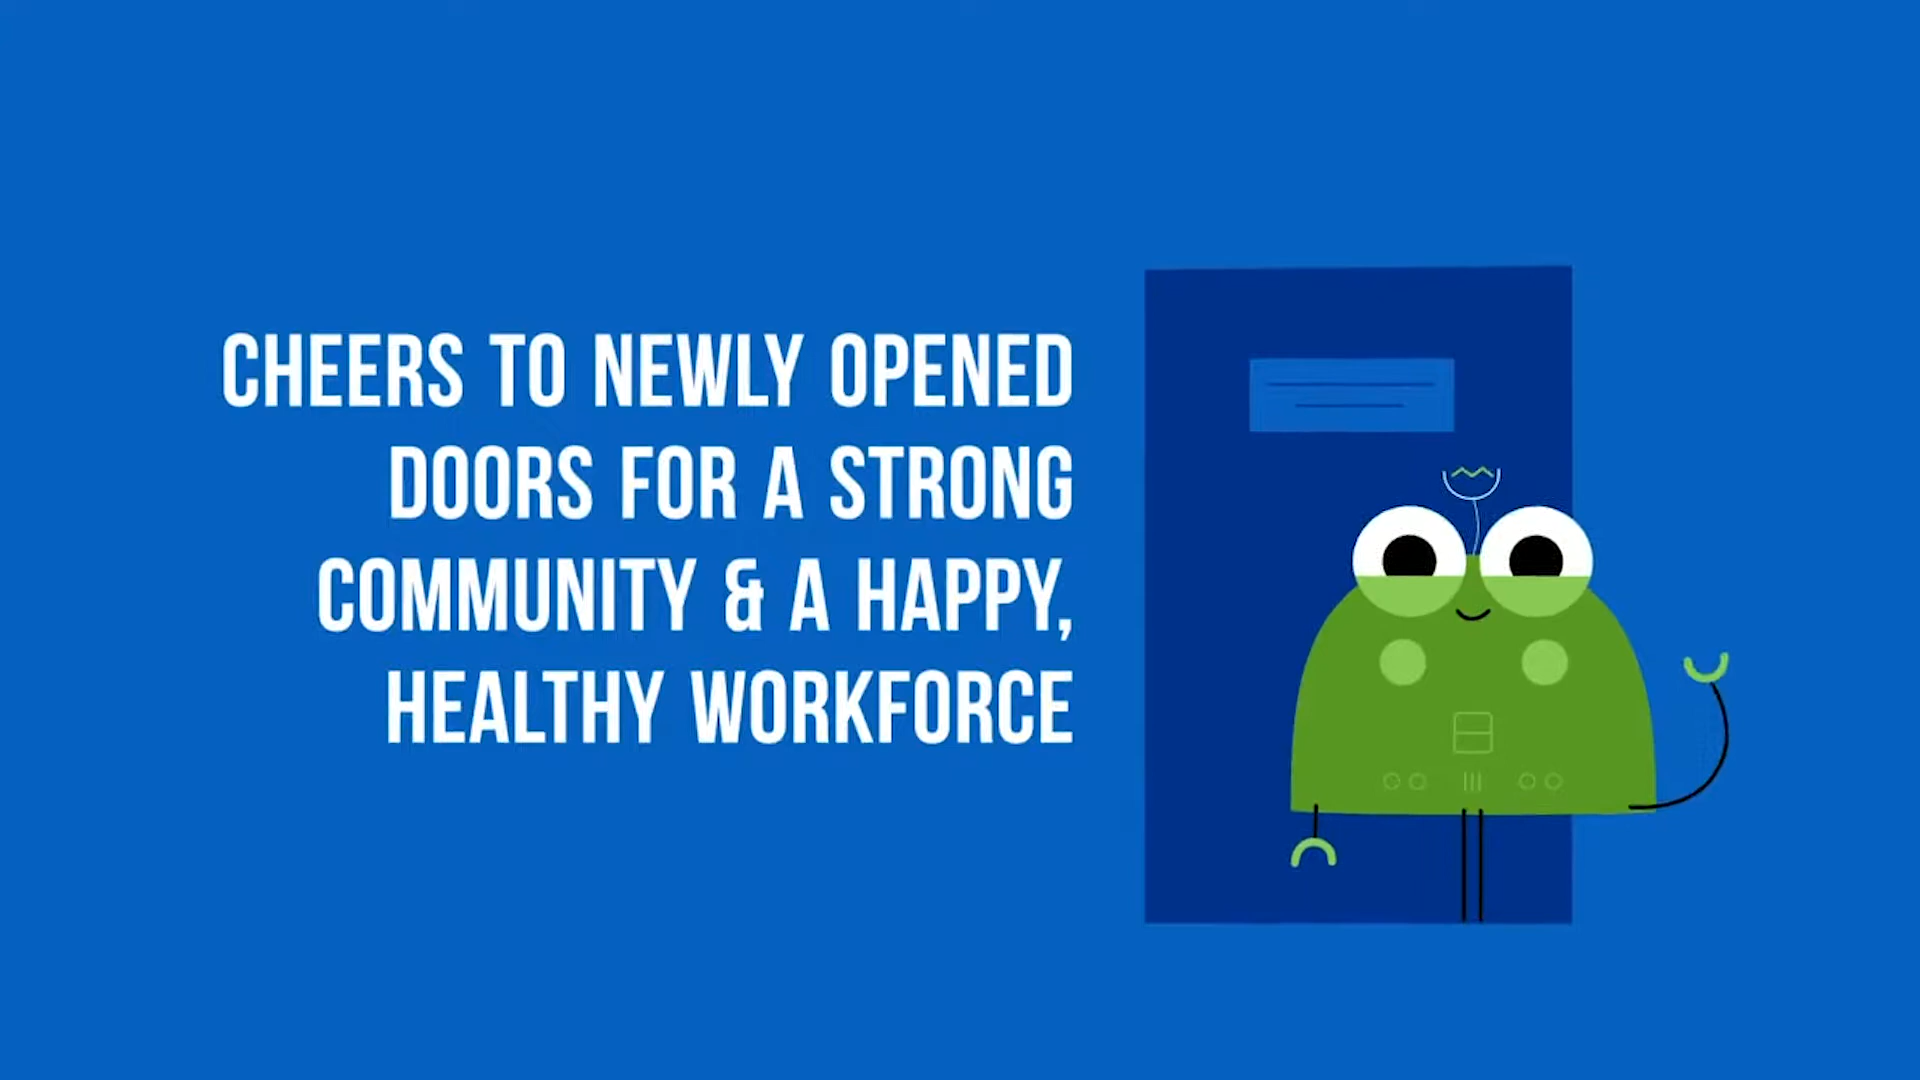 CHEERS TO NEWLY OPENED
DOORS FOR A STRONG
COMMUNITY & A HAPPY,
HEALTHY WORKFORCE